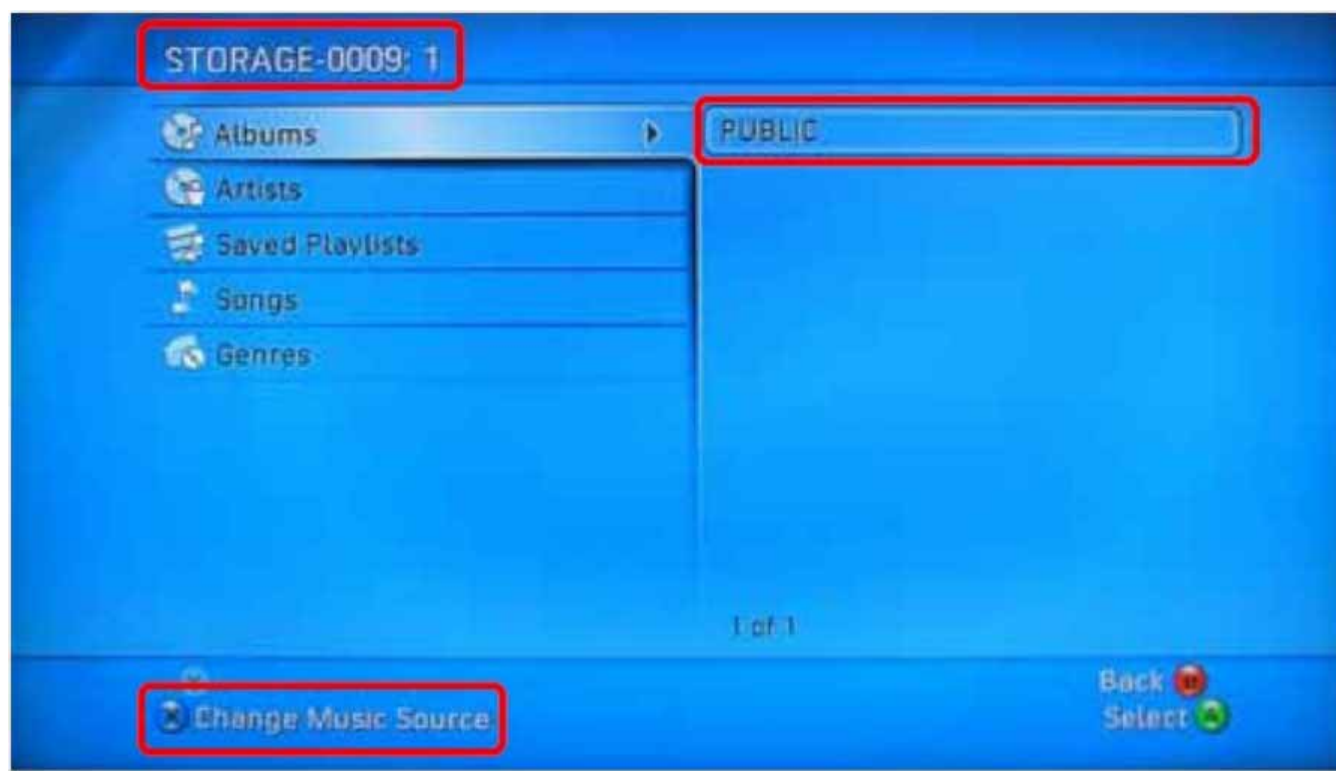 STORAGE-0009: 1
Albums
PUBLIC
Artists
Saved Playlists
Songs
Genres
1 of 1
Back B
X Change Music Source
Select A